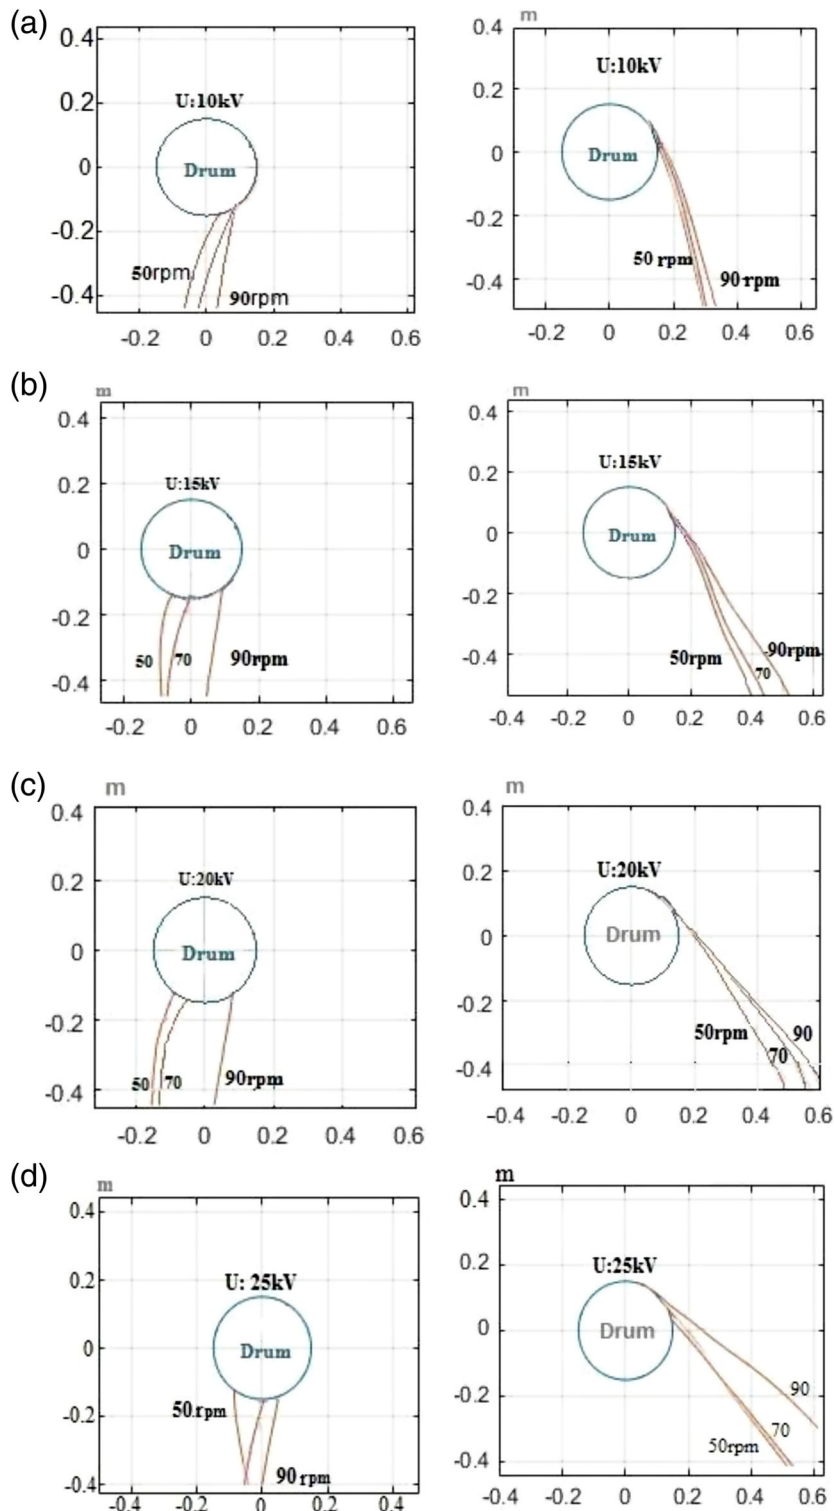 (a)
0.4
0.2
0
-0.2
-0.4
U:10kV
Drum
50rpm
90rpm
-0.2 0 0.2 0.4 0.6
m
0.4
0.2
0
-0.2
-0.4
U:10kV
Drum
50 rpm
90 rpm
-0.2 0 0.2 0.4 0.6
(b)
m
0.4
0.2
0
-0.2
-0.4
U:15kV
Drum
50 70 90rpm
-0.2 0 0.2 0.4 0.6
m
0.4
0.2
0
-0.2
-0.4
U:15kV
Drum
90rpm
50rpm
70
-0.4 -0.2 0 0.2 0.4 0.6
(c)
m
0.4
0.2
0
-0.2
-0.4
U:20kV
Drum
50 70 90rpm
-0.2 0 0.2 0.4 0.6
m
0.4
0.2
0
-0.2
-0.4
U:20kV
Drum
50rpm 90
70
-0.4 -0.2 0 0.2 0.4 0.6
(d)
m
0.4
0.2
0
-0.2
-0.4
U: 25kV
Drum
50rpm
90 rpm
-0.4 -0.2 0 0.2 0.4
m
0.4
0.2
0
-0.2
-0.4
U:25kV
Drum
90
70
50rpm
-0.4 -0.2 0 0.2 0.4 0.6